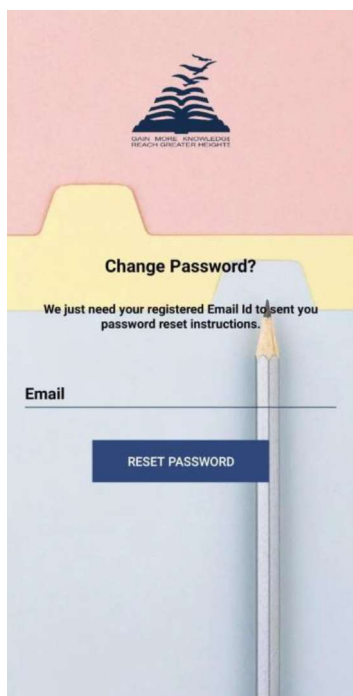 GAIN MORE KNOWLEDGE
REACH GREATER HEIGHTS
Change Password?
We just need your registered Email Id to sent you
password reset instructions.
Email
RESET PASSWORD